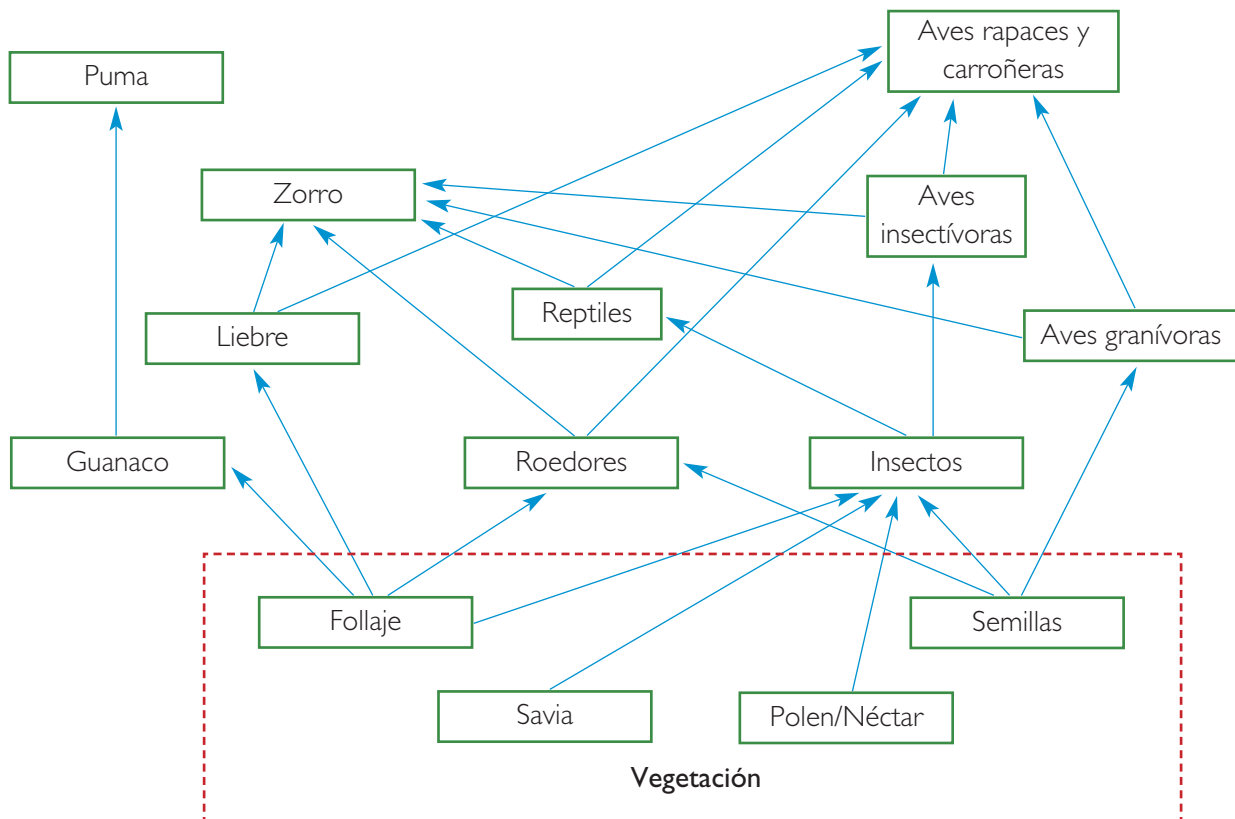 Aves rapaces y
carroñeras
Puma
Zorro
Aves
insectívoras
Reptiles
Liebre
Aves granívoras
Guanaco
Roedores
Insectos
Follaje
Semillas
Savia
Polen/Néctar
Vegetación